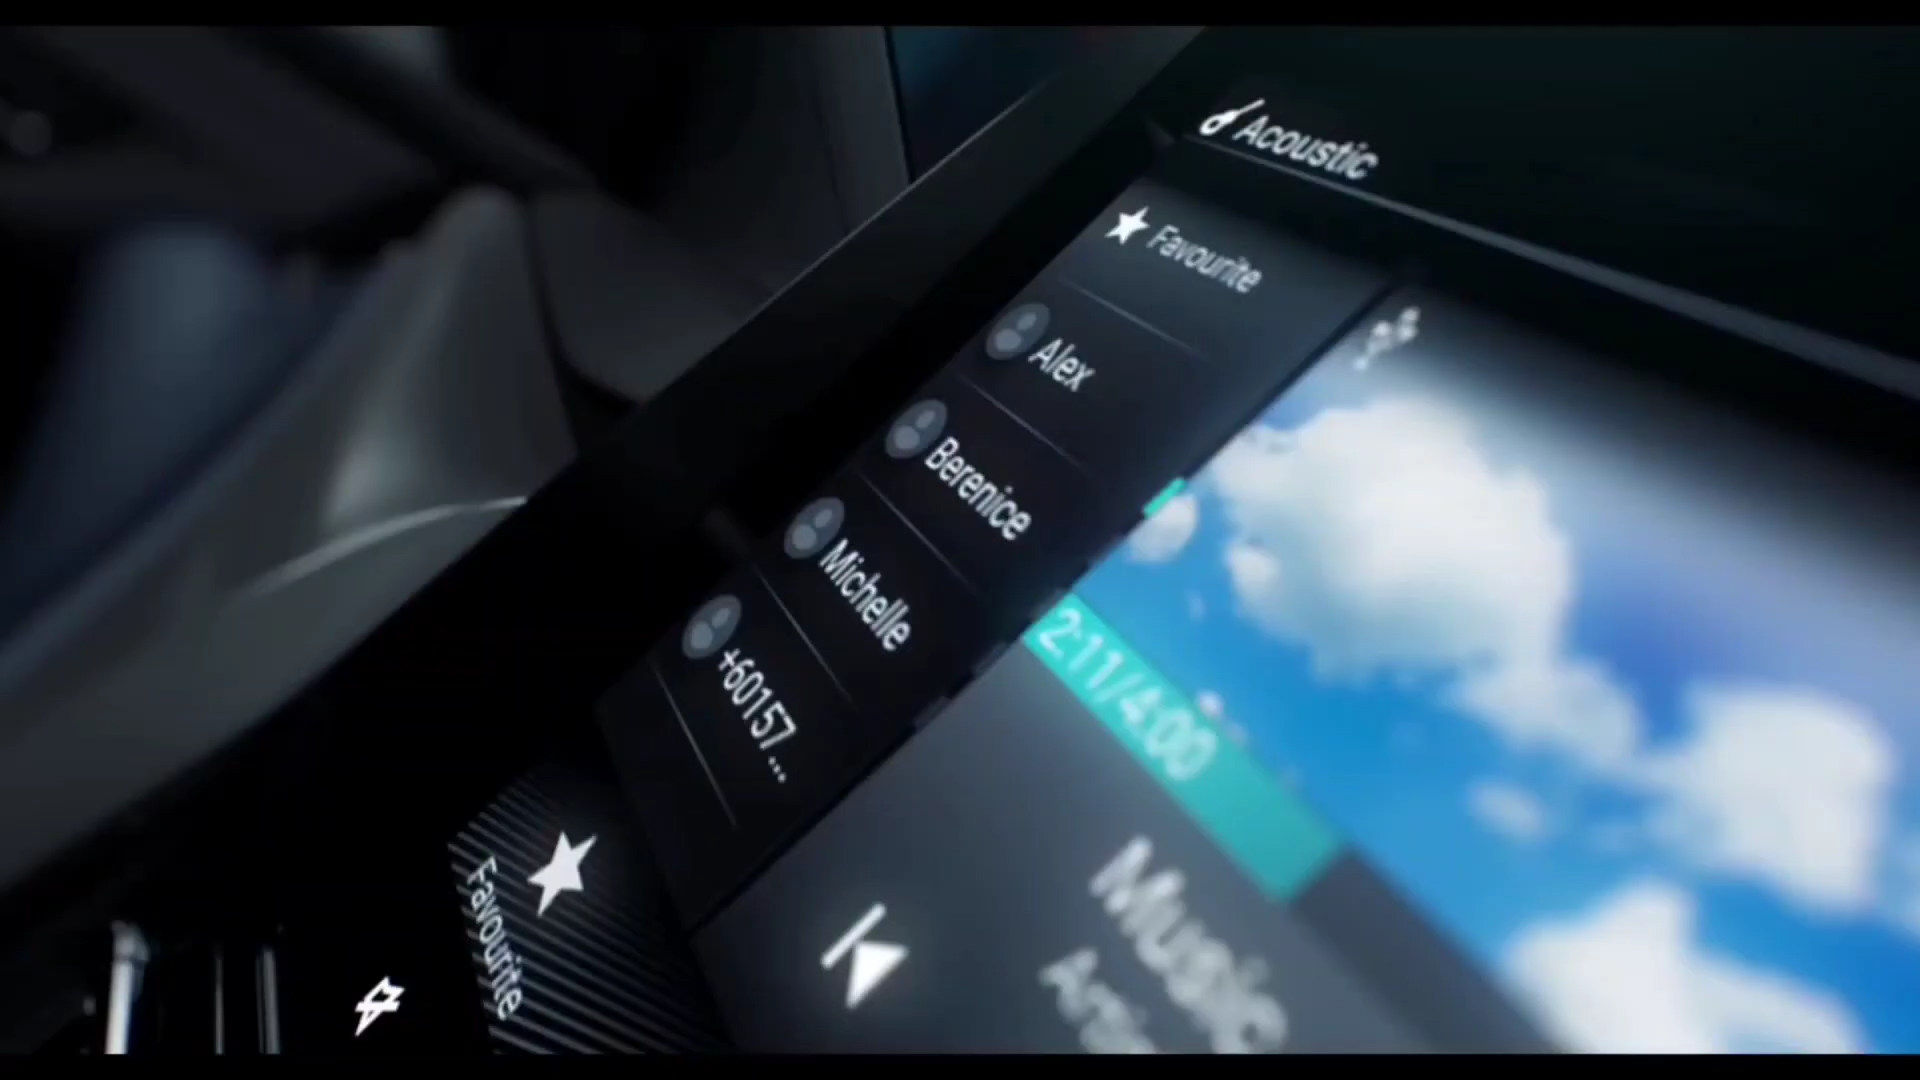 Acoustic
Favourite
Alex
Berenice
Michelle
+60157...
2:11/4:00
Music
Favourite